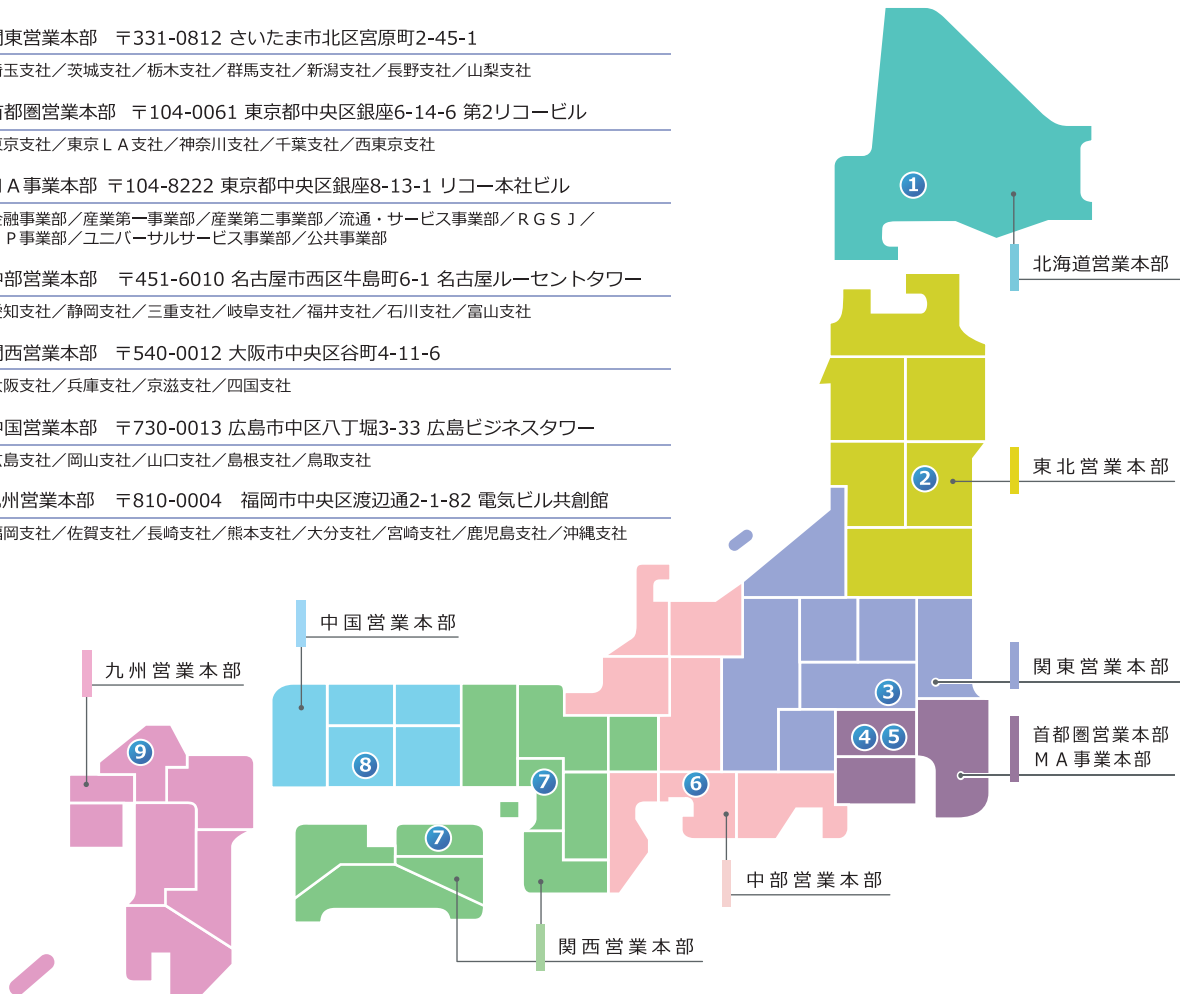 関東営業本部 〒331-0812 さいたま市北区宮原町2-45-1
埼玉支社／茨城支社／栃木支社／群馬支社／新潟支社／長野支社／山梨支社
首都圏営業本部 〒104-0061 東京都中央区銀座6-14-6 第2リコービル
東京支社／東京ＬＡ支社／神奈川支社／千葉支社／西東京支社
ＭＡ事業本部 〒104-8222 東京都中央区銀座8-13-1 リコー本社ビル
金融事業部／産業第一事業部／産業第二事業部／流通・サービス事業部／ＲＧＳＪ／
Ｐ事業部／ユニバーサルサービス事業部／公共事業部
中部営業本部 〒451-6010 名古屋市西区牛島町6-1 名古屋ルーセントタワー
愛知支社／静岡支社／三重支社／岐阜支社／福井支社／石川支社／富山支社
関西営業本部 〒540-0012 大阪市中央区谷町4-11-6
大阪支社／兵庫支社／京滋支社／四国支社
中国営業本部 〒730-0013 広島市中区八丁堀3-33 広島ビジネスタワー
広島支社／岡山支社／山口支社／島根支社／鳥取支社
九州営業本部 〒810-0004 福岡市中央区渡辺通2-1-82 電気ビル共創館
福岡支社／佐賀支社／長崎支社／熊本支社／大分支社／宮崎支社／鹿児島支社／沖縄支社
1
北海道営業本部
2
東北営業本部
中国営業本部
九州営業本部
関東営業本部
3
4 5
首都圏営業本部
ＭＡ事業本部
9
8
7
6
7
中部営業本部
関西営業本部